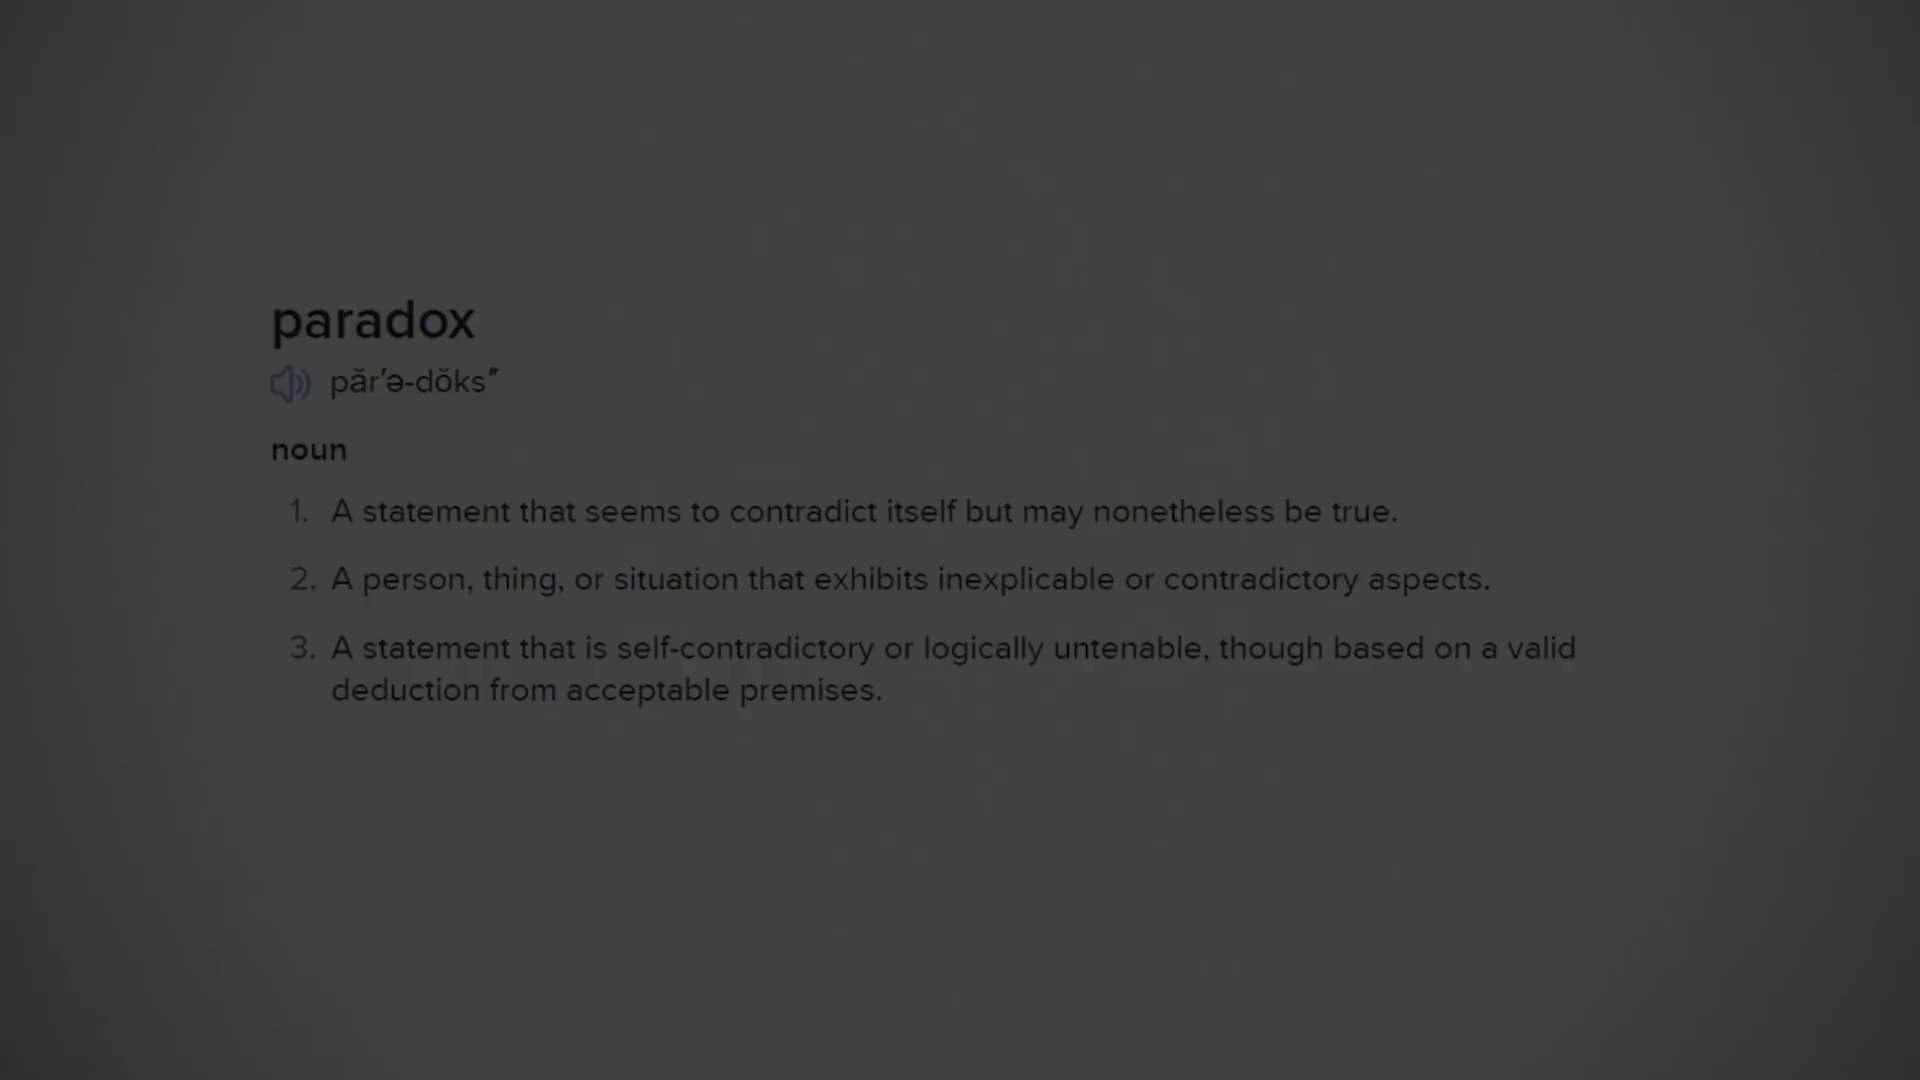 paradox
păr′ə-dŏks″
noun
1. A statement that seems to contradict itself but may nonetheless be true.
2. A person, thing, or situation that exhibits inexplicable or contradictory aspects.
3. A statement that is self-contradictory or logically untenable, though based on a valid
deduction from acceptable premises.